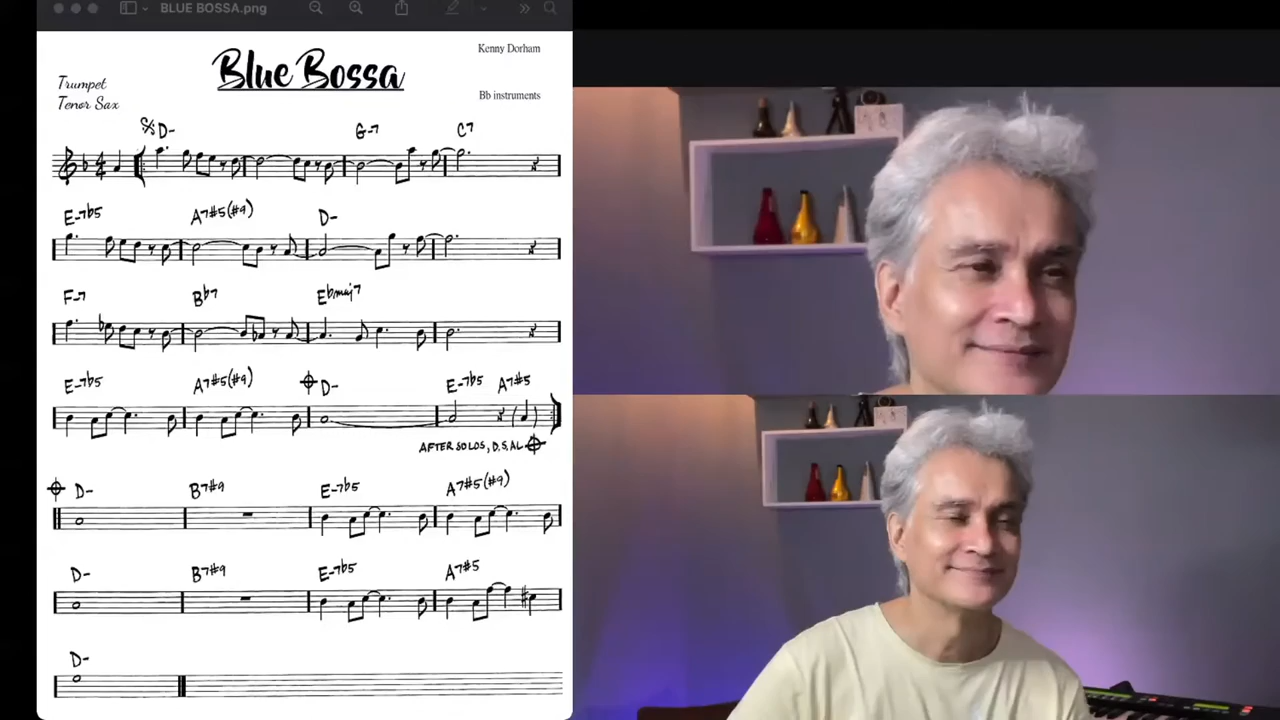 BLUE BOSSA.png
Kenny Dorham
Blue Bossa
Trumpet
Tenor Sax
Bb instruments
D- G-7 C7
E-7b5 A7#5(#9) D-
F-7 Bb7 Ebmaj7
E-7b5 A7#5(#9) D- E-7b5 A7#5
AFTER SOLOS, D.S. AL
D- B7#9 E-7b5 A7#5(#9)
D- B7#9 E-7b5 A7#5
D-